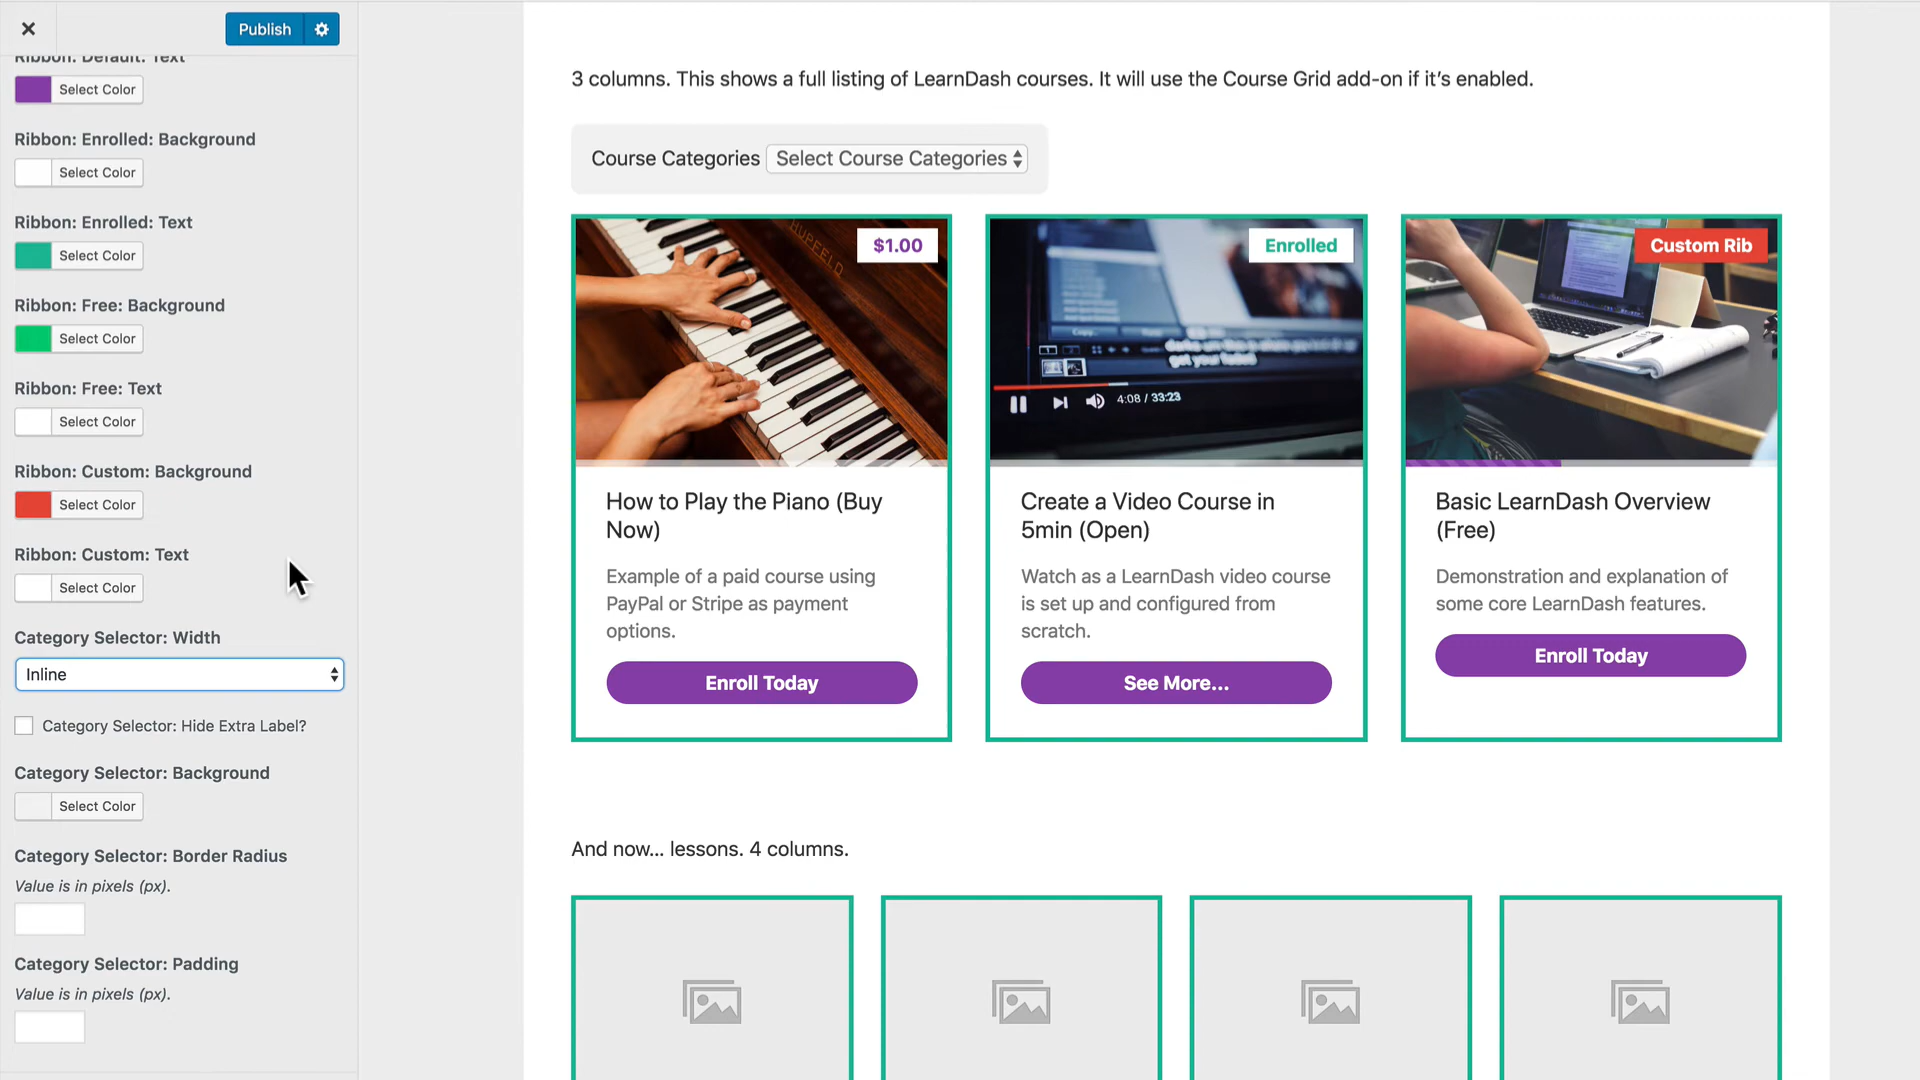 Publish
Ribbon: Default: Text
Select Color
Ribbon: Enrolled: Background
Select Color
Ribbon: Enrolled: Text
Select Color
Ribbon: Free: Background
Select Color
Ribbon: Free: Text
Select Color
Ribbon: Custom: Background
Select Color
Ribbon: Custom: Text
Select Color
Category Selector: Width
Inline
Category Selector: Hide Extra Label?
Category Selector: Background
Select Color
Category Selector: Border Radius
Value is in pixels (px).
Category Selector: Padding
Value is in pixels (px).
3 columns. This shows a full listing of LearnDash courses. It will use the Course Grid add-on if it’s enabled.
Course Categories Select Course Categories
HUPFELD
$1.00
How to Play the Piano (Buy
Now)
Example of a paid course using
PayPal or Stripe as payment
options.
Enroll Today
Enrolled
4:08 / 33:23
Create a Video Course in
5min (Open)
Watch as a LearnDash video course
is set up and configured from
scratch.
See More...
Custom Rib
Basic LearnDash Overview
(Free)
Demonstration and explanation of
some core LearnDash features.
Enroll Today
And now... lessons. 4 columns.